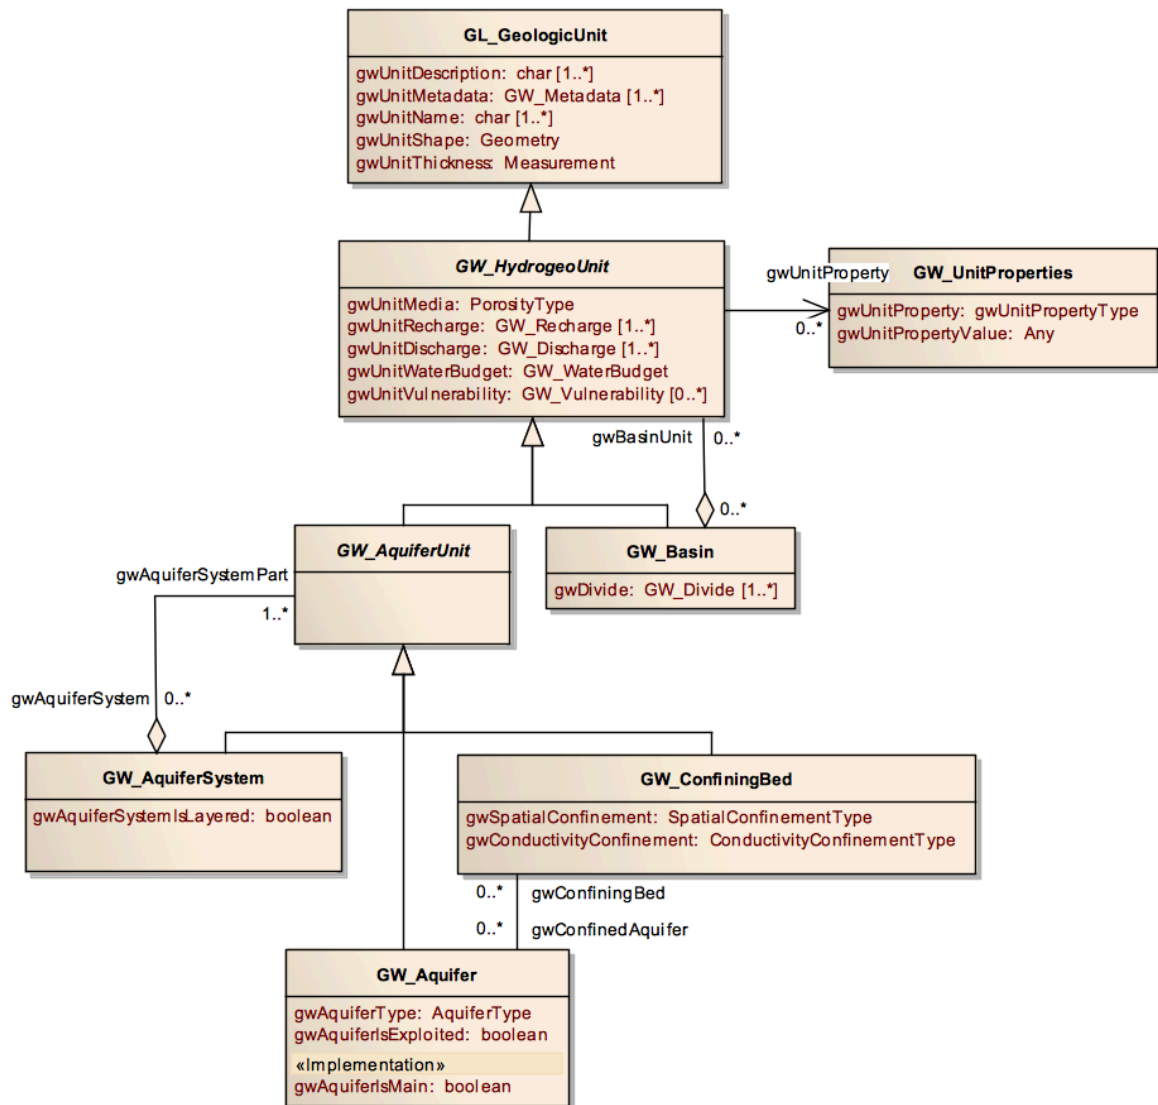 GL_GeologicUnit
gwUnitDescription: char [1..*]
gwUnitMetadata: GW_Metadata [1..*]
gwUnitName: char [1..*]
gwUnitShape: Geometry
gwUnitThickness: Measurement
GW_HydrogeoUnit
gwUnitMedia: PorosityType
gwUnitRecharge: GW_Recharge [1..*]
gwUnitDischarge: GW_Discharge [1..*]
gwUnitWaterBudget: GW_WaterBudget
gwUnitVulnerability: GW_Vulnerability [0..*]
gwUnitProperty
0..*
GW_UnitProperties
gwUnitProperty: gwUnitPropertyType
gwUnitPropertyValue: Any
gwBasinUnit
0..*
0..*
GW_AquiferUnit
GW_Basin
gwDivide: GW_Divide [1..*]
gwAquiferSystemPart
1..*
gwAquiferSystem
0..*
GW_AquiferSystem
gwAquiferSystemIsLayered: boolean
GW_ConfiningBed
gwSpatialConfinement: SpatialConfinementType
gwConductivityConfinement: ConductivityConfinementType
0..*
gwConfiningBed
0..*
gwConfinedAquifer
GW_Aquifer
gwAquiferType: AquiferType
gwAquiferIsExploited: boolean
«Implementation»
gwAquiferIsMain: boolean